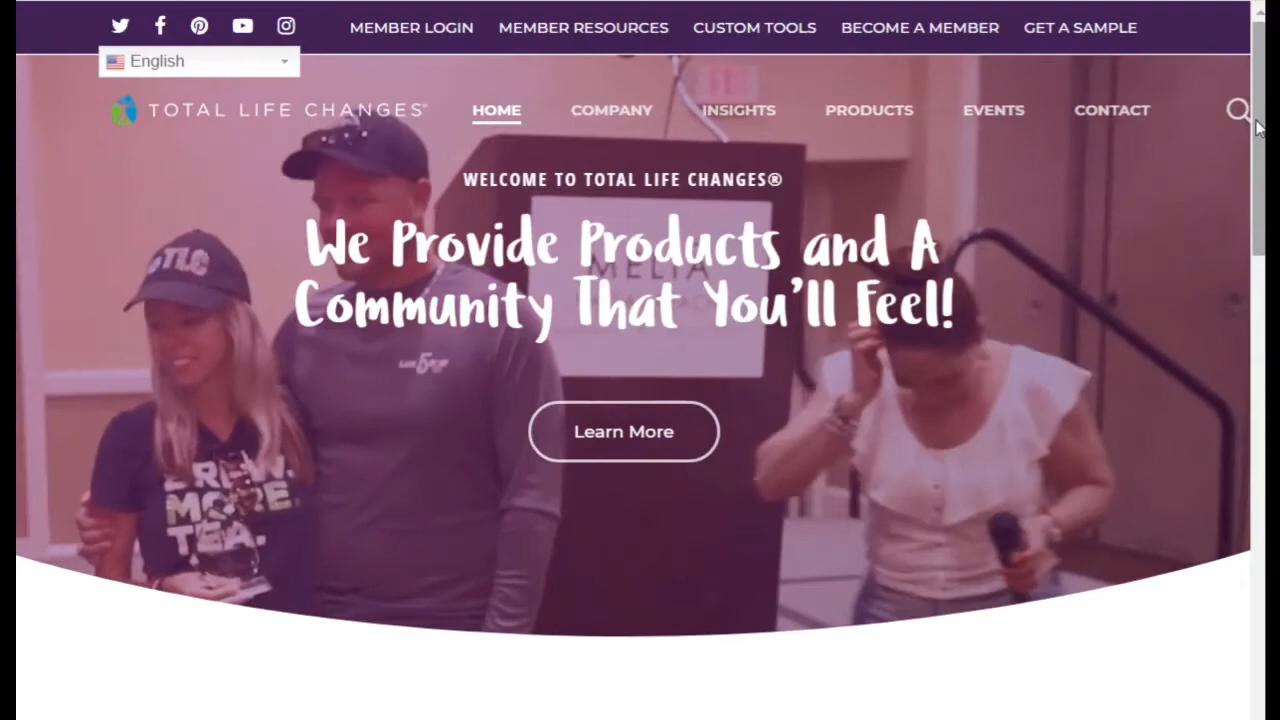 MEMBER LOGIN MEMBER RESOURCES CUSTOM TOOLS BECOME A MEMBER GET A SAMPLE
English
TOTAL LIFE CHANGES® HOME COMPANY INSIGHTS PRODUCTS EVENTS CONTACT
WELCOME TO TOTAL LIFE CHANGES®
We Provide Products and A
Community That You'll Feel!
Learn More
TLC
MELIÁ
MORE
TEA.